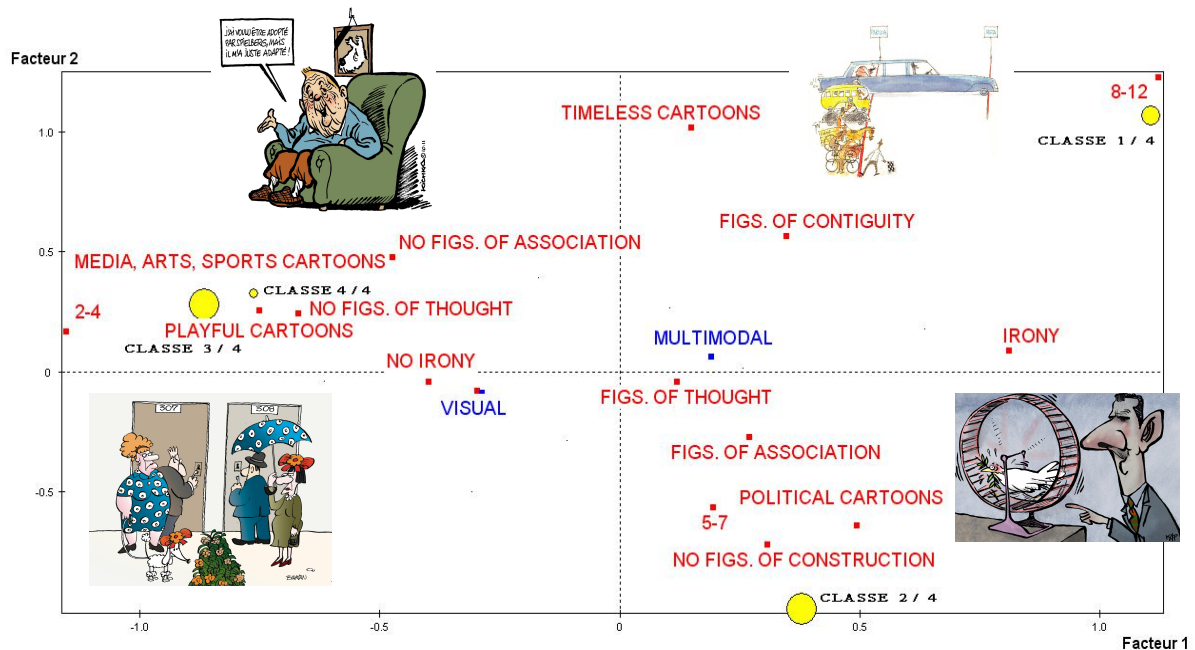 J'AI VOULU ÊTRE ADOPTÉ
PAR SPIELBERG, MAIS
IL M'A JUSTE ADAPTÉ !
Facteur 2
8-12
CLASSE 1 / 4
TIMELESS CARTOONS
1.0
FIGS. OF CONTIGUITY
NO FIGS. OF ASSOCIATION
0.5
MEDIA, ARTS, SPORTS CARTOONS
CLASSE 4 / 4
2-4
NO FIGS. OF THOUGHT
PLAYFUL CARTOONS
CLASSE 3 / 4
MULTIMODAL
IRONY
NO IRONY
0
FIGS. OF THOUGHT
VISUAL
307
308
FIGS. OF ASSOCIATION
-0.5
POLITICAL CARTOONS
5-7
NO FIGS. OF CONSTRUCTION
CLASSE 2 / 4
-1.0
-0.5
0
0.5
1.0
Facteur 1